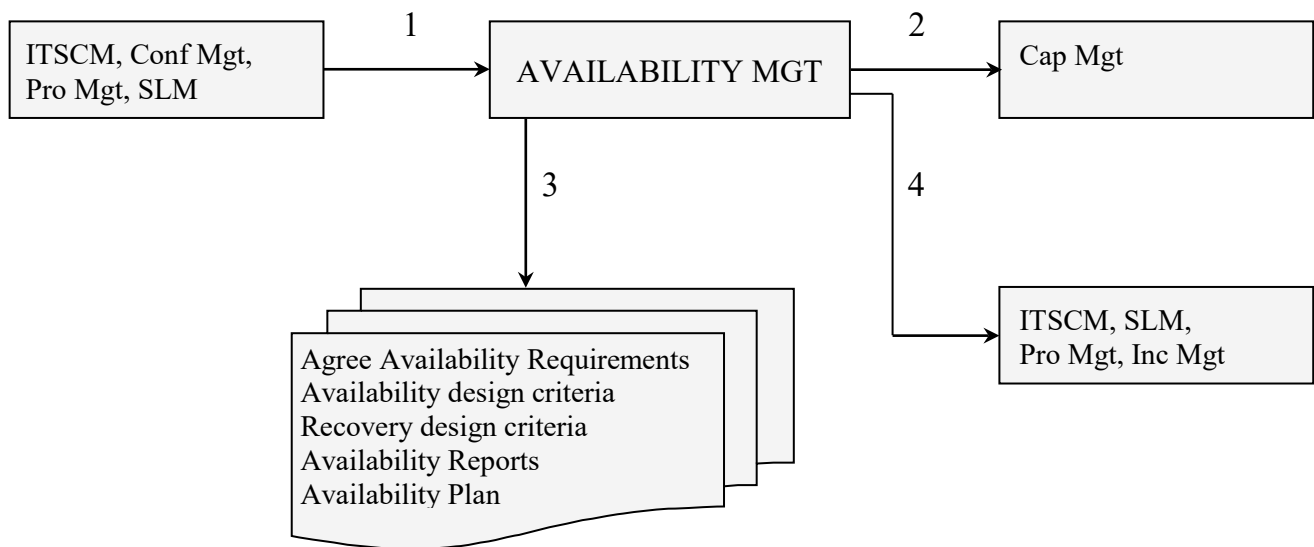 1
2
ITSCM, Conf Mgt,
Pro Mgt, SLM
AVAILABILITY MGT
Cap Mgt
3
4
ITSCM, SLM,
Pro Mgt, Inc Mgt
Agree Availability Requirements
Availability design criteria
Recovery design criteria
Availability Reports
Availability Plan